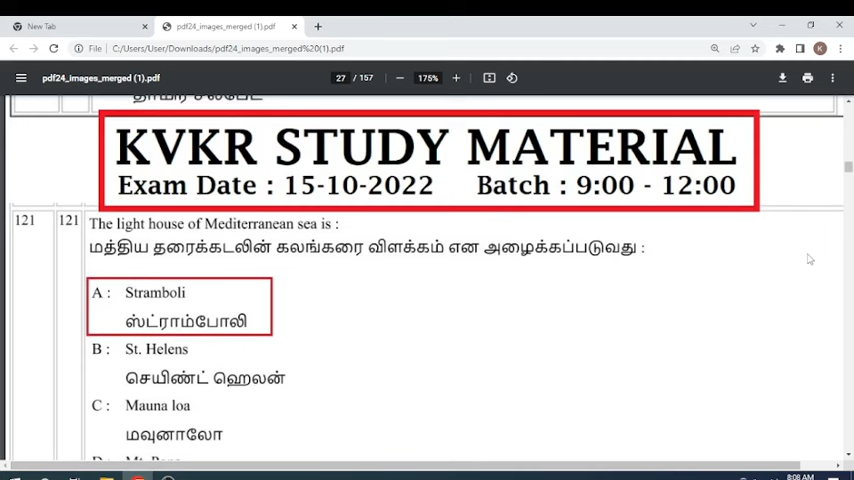 New Tab
pdf24_images_merged (1).pdf
File
C:/Users/User/Downloads/pdf24_images_merged%20(1).pdf
K
pdf24_images_merged (1).pdf
27 / 157
175%
KVKR STUDY MATERIAL
Exam Date : 15-10-2022 Batch : 9:00 - 12:00
121 121 The light house of Mediterranean sea is :
மத்திய தரைக்கடலின் கலங்கரை விளக்கம் என அழைக்கப்படுவது :
A : Stramboli
ஸ்ட்ராம்போலி
B : St. Helens
செயிண்ட் ஹெலன்
C : Mauna loa
மவுனாலோ
8:08 AM